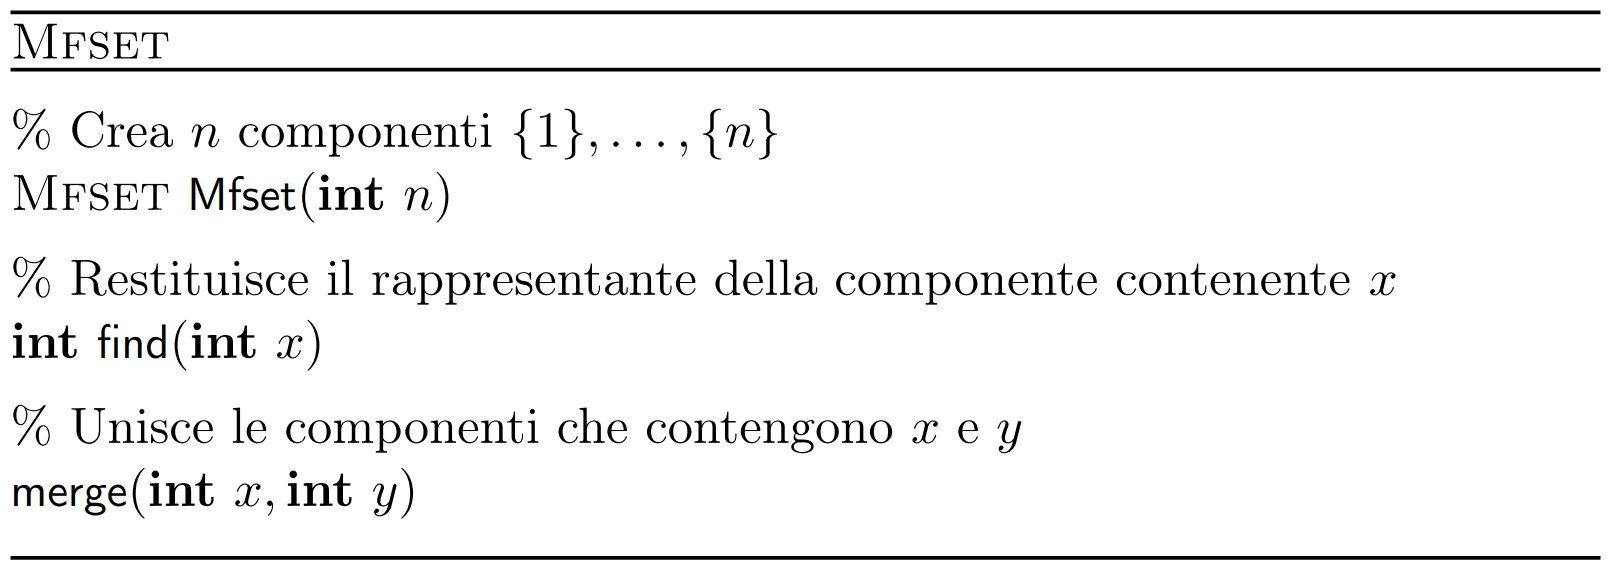 MFSET
% Crea n componenti {1}, . . . , {n}
MFSET Mfset(int n)
% Restituisce il rappresentante della componente contenente x
int find(int x)
% Unisce le componenti che contengono x e y
merge(int x, int y)